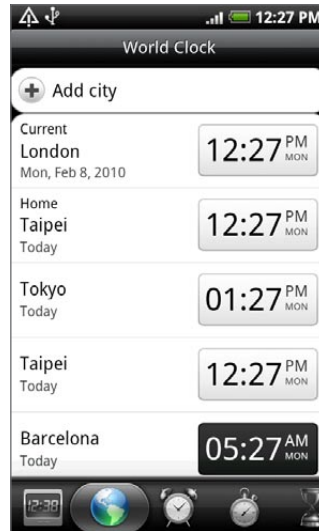 12:27 PM
World Clock
Add city
Current
London
Mon, Feb 8, 2010
12:27 PM MON
Home
Taipei
Today
12:27 PM MON
Tokyo
Today
01:27 PM MON
Taipei
Today
12:27 PM MON
Barcelona
Today
05:27 AM MON
12:38